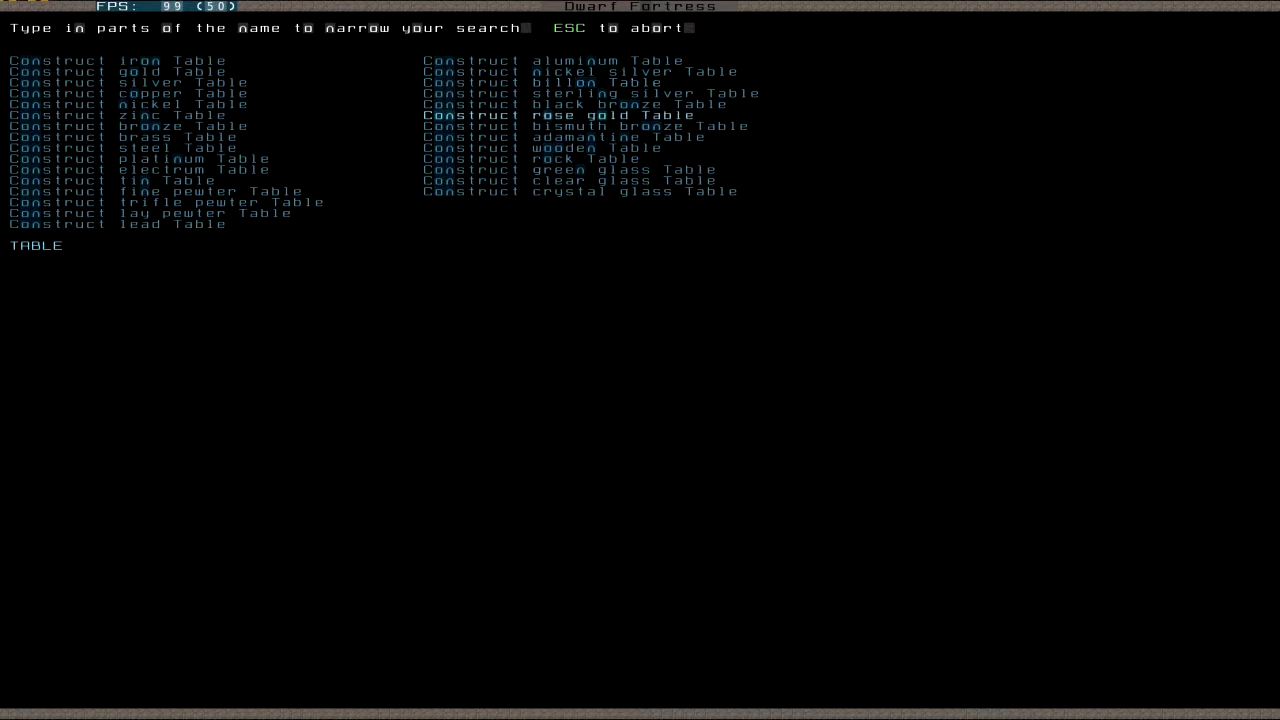 FPS: 99 (50) Dwarf Fortress
Type in parts of the name to narrow your search ESC to abort
Construct iron Table
Construct gold Table
Construct silver Table
Construct copper Table
Construct nickel Table
Construct zinc Table
Construct bronze Table
Construct brass Table
Construct steel Table
Construct platinum Table
Construct electrum Table
Construct tin Table
Construct fine pewter Table
Construct trifle pewter Table
Construct lay pewter Table
Construct lead Table
Construct aluminum Table
Construct nickel silver Table
Construct billon Table
Construct sterling silver Table
Construct black bronze Table
Construct rose gold Table
Construct bismuth bronze Table
Construct adamantine Table
Construct wooden Table
Construct rock Table
Construct green glass Table
Construct clear glass Table
Construct crystal glass Table
TABLE